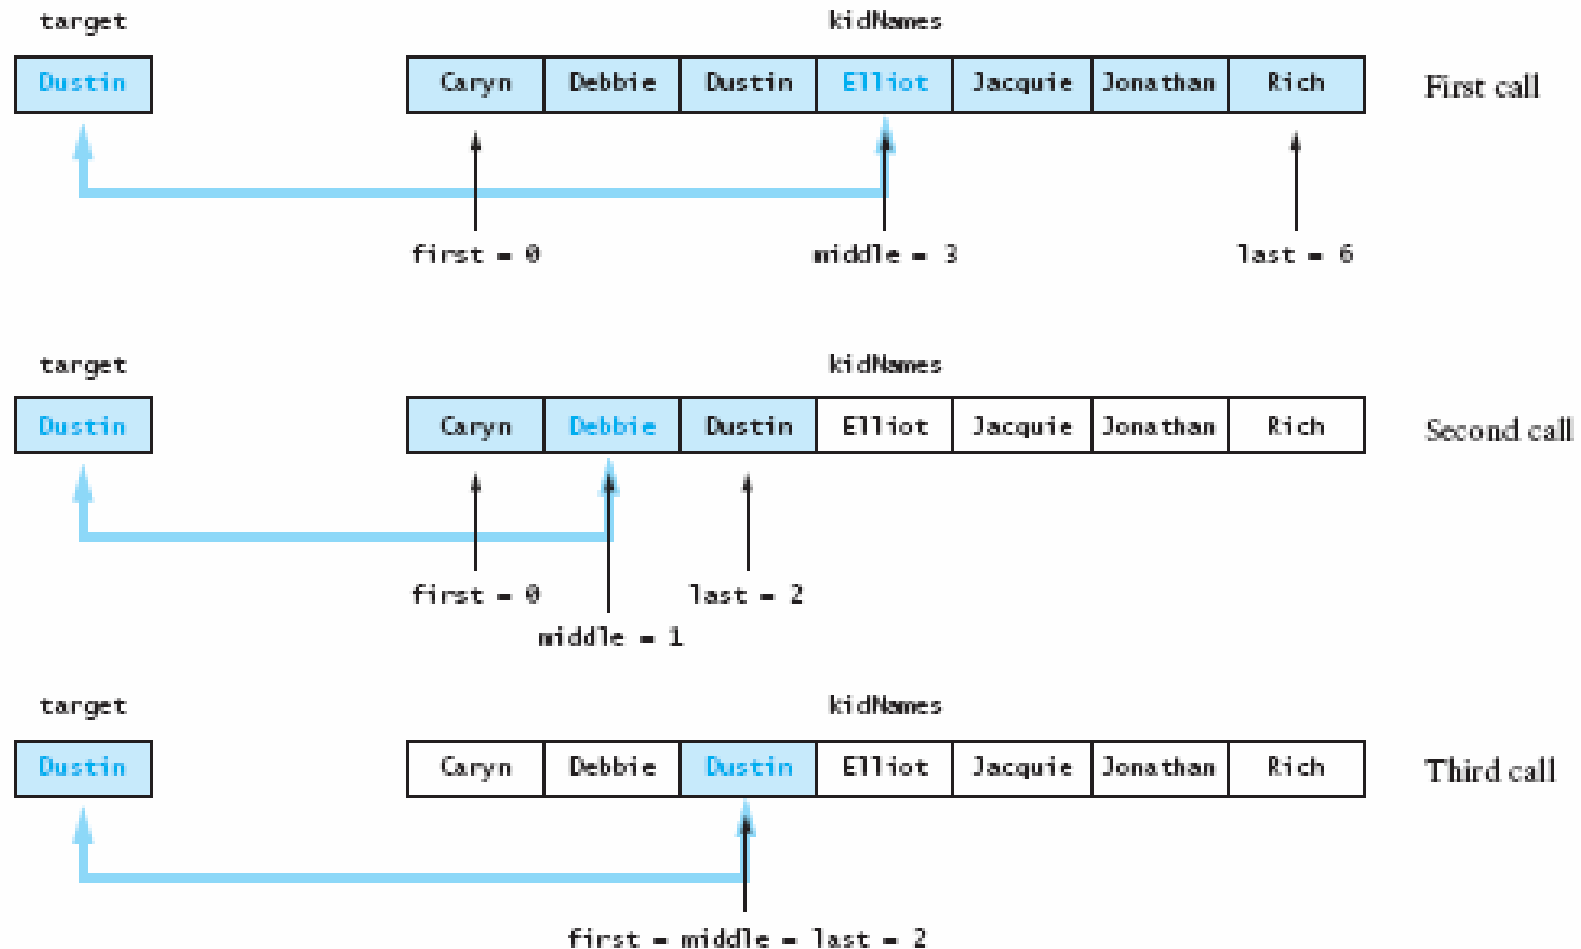 target kidNames
Dustin Caryn Debbie Dustin Elliot Jacquie Jonathan Rich First call
first = 0 middle = 3 last = 6
target kidNames
Dustin Caryn Debbie Dustin Elliot Jacquie Jonathan Rich Second call
first = 0 last = 2
middle = 1
target kidNames
Dustin Caryn Debbie Dustin Elliot Jacquie Jonathan Rich Third call
first = middle = last = 2